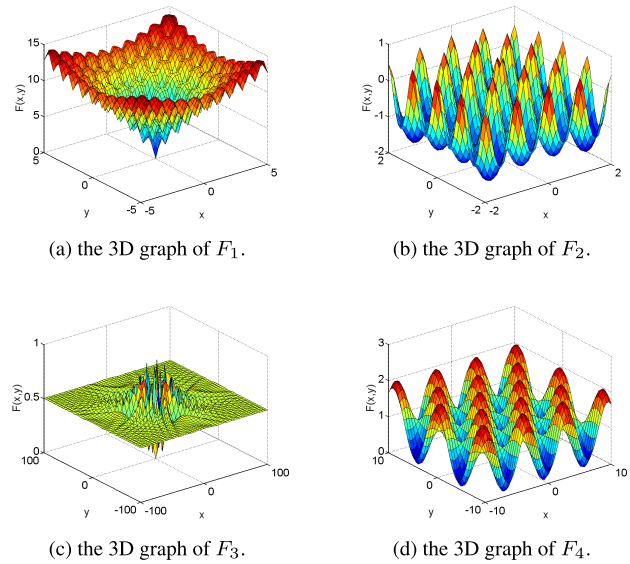 15
10
5
0
F(x,y)
5
0
-5
y
-5
0
5
x
(a) the 3D graph of F1.
1
0
-1
-2
F(x,y)
2
0
-2
y
-2
0
2
x
(b) the 3D graph of F2.
1
0.5
0
F(x,y)
100
0
-100
y
-100
0
100
x
(c) the 3D graph of F3.
3
2
1
0
F(x,y)
10
0
-10
y
-10
0
10
x
(d) the 3D graph of F4.